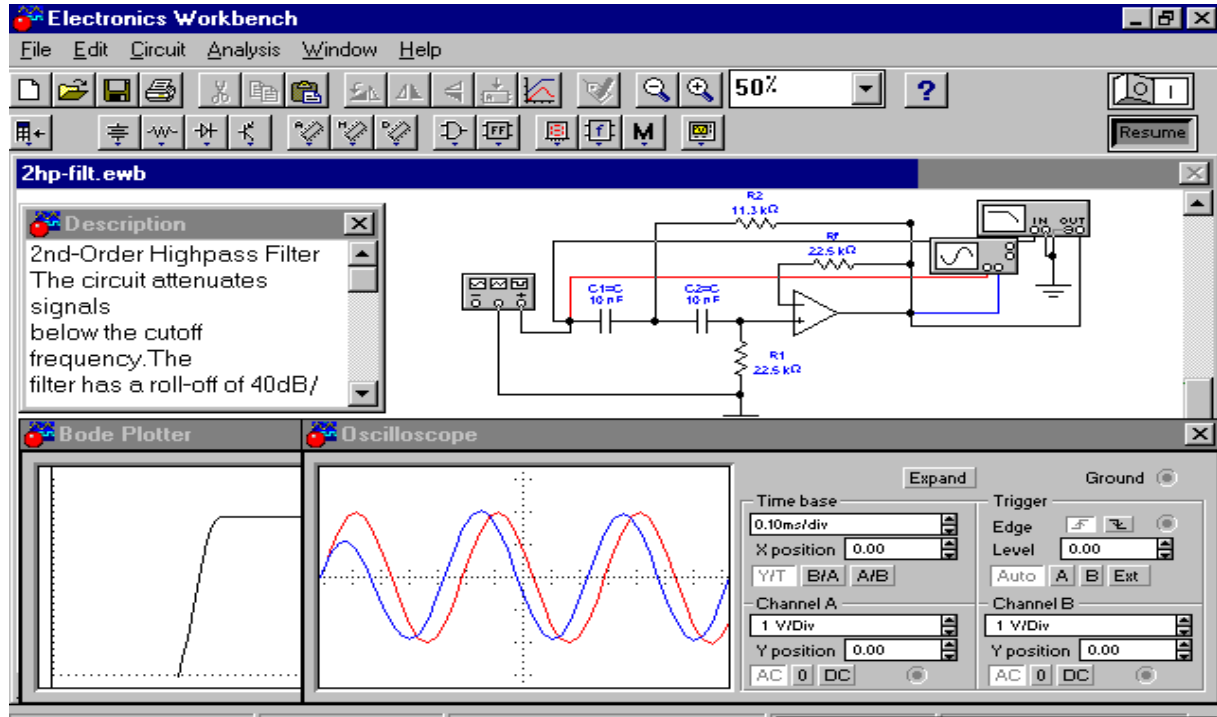 Electronics Workbench
File Edit Circuit Analysis Window Help
50%
?
Resume
FF
f
M
2hp-filt.ewb
Description
2nd-Order Highpass Filter
The circuit attenuates
signals
below the cutoff
frequency.The
filter has a roll-off of 40dB/
R2
11.3 kΩ
Rf
22.6 kΩ
C1=C
10 nF
C2=C
10 nF
R1
22.6 kΩ
IN OUT
Bode Plotter
Oscilloscope
Expand
Ground
Time base
0.10ms/div
X position 0.00
Y/T B/A A/B
Trigger
Edge
Level 0.00
Auto A B Ext
Channel A
1 V/Div
Y position 0.00
AC 0 DC
Channel B
1 V/Div
Y position 0.00
AC 0 DC